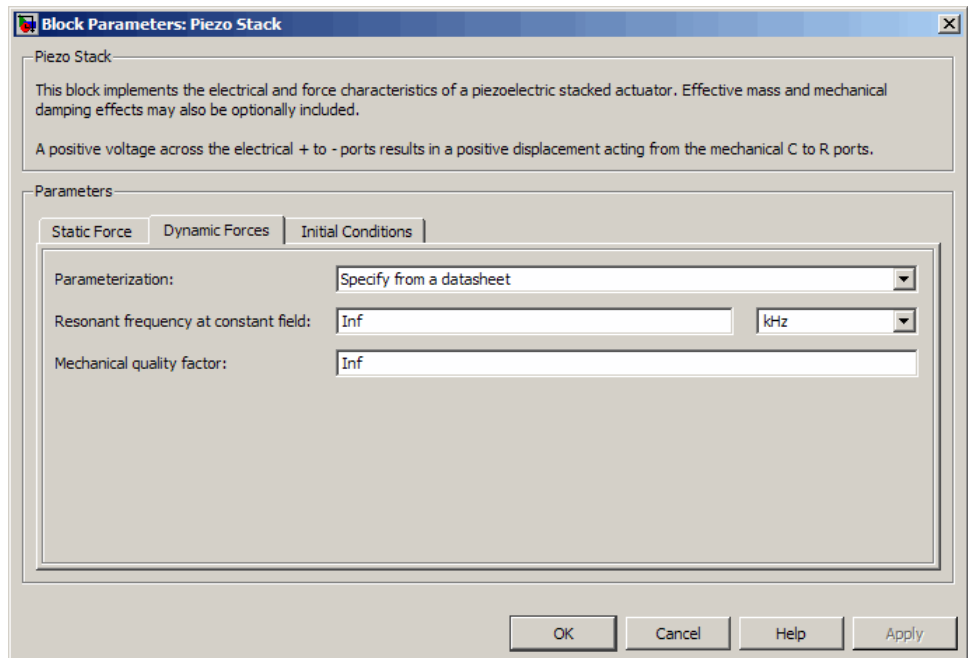 Block Parameters: Piezo Stack
Piezo Stack
This block implements the electrical and force characteristics of a piezoelectric stacked actuator. Effective mass and mechanical
damping effects may also be optionally included.
A positive voltage across the electrical + to - ports results in a positive displacement acting from the mechanical C to R ports.
Parameters
Static Force Dynamic Forces Initial Conditions
Parameterization: Specify from a datasheet
Resonant frequency at constant field: Inf kHz
Mechanical quality factor: Inf
OK Cancel Help Apply